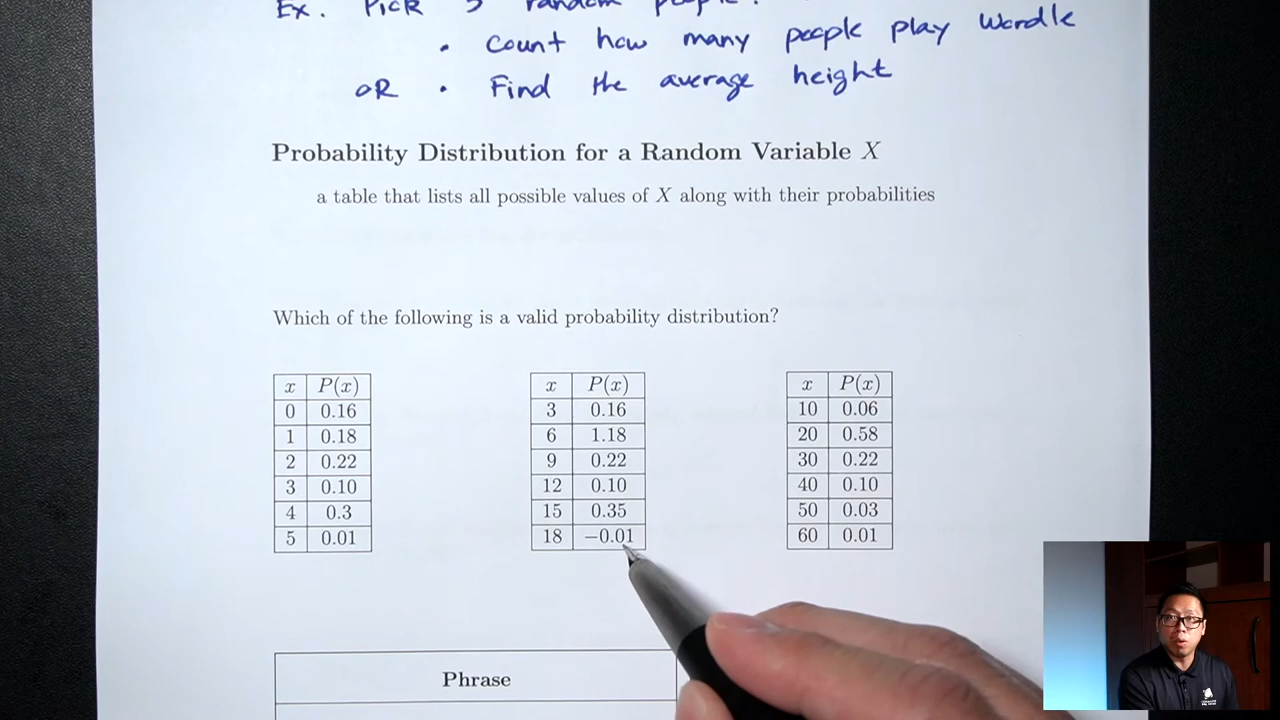 Ex. Pick random people.
• Count how many people play Wordle
OR • Find the average height
Probability Distribution for a Random Variable X
a table that lists all possible values of X along with their probabilities
Which of the following is a valid probability distribution?
x P(x)
0 0.16
1 0.18
2 0.22
3 0.10
4 0.3
5 0.01
x P(x)
3 0.16
6 1.18
9 0.22
12 0.10
15 0.35
18 −0.01
x P(x)
10 0.06
20 0.58
30 0.22
40 0.10
50 0.03
60 0.01
Phrase